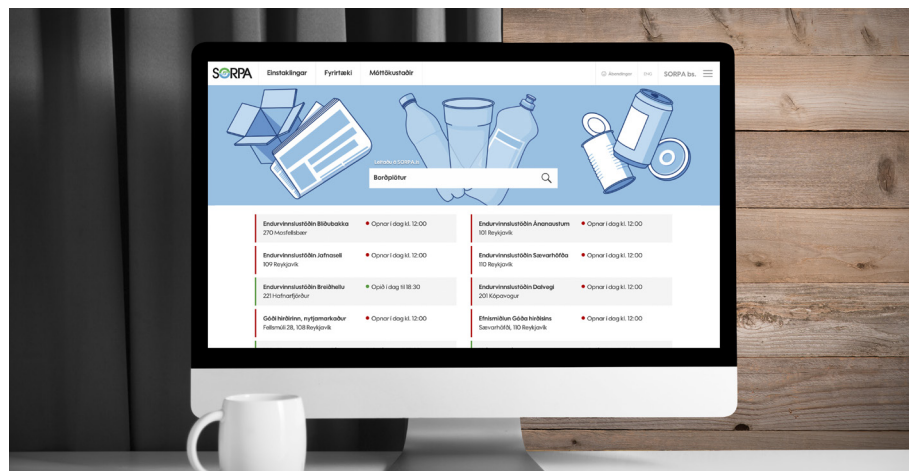 SORPA
Einstaklingar Fyrirtæki Móttökustaðir
ENG SORPA bs.
Leitaðu á SORPA.is
Borðplötur
Endurvinnslustöðin Blíðubakka
270 Mosfellsbær
Opnar í dag kl. 12:00
Endurvinnslustöðin Ánanaustum
101 Reykjavík
Opnar í dag kl. 12:00
Endurvinnslustöðin Jafnaseli
109 Reykjavík
Opnar í dag kl. 12:00
Endurvinnslustöðin Sævarhöfða
110 Reykjavík
Opnar í dag kl. 12:00
Endurvinnslustöðin Breiðhellu
221 Hafnarfjörður
Opið í dag til 18:30
Endurvinnslustöðin Dalvegi
201 Kópavogur
Opnar í dag kl. 12:00
Góði hirðirinn, nytjamarkaður
Fellsmúli 28, 108 Reykjavík
Opnar í dag kl. 12:00
Efnismiðlun Góða hirðisins
Sævarhöfði, 110 Reykjavík
Opnar í dag kl. 12:00